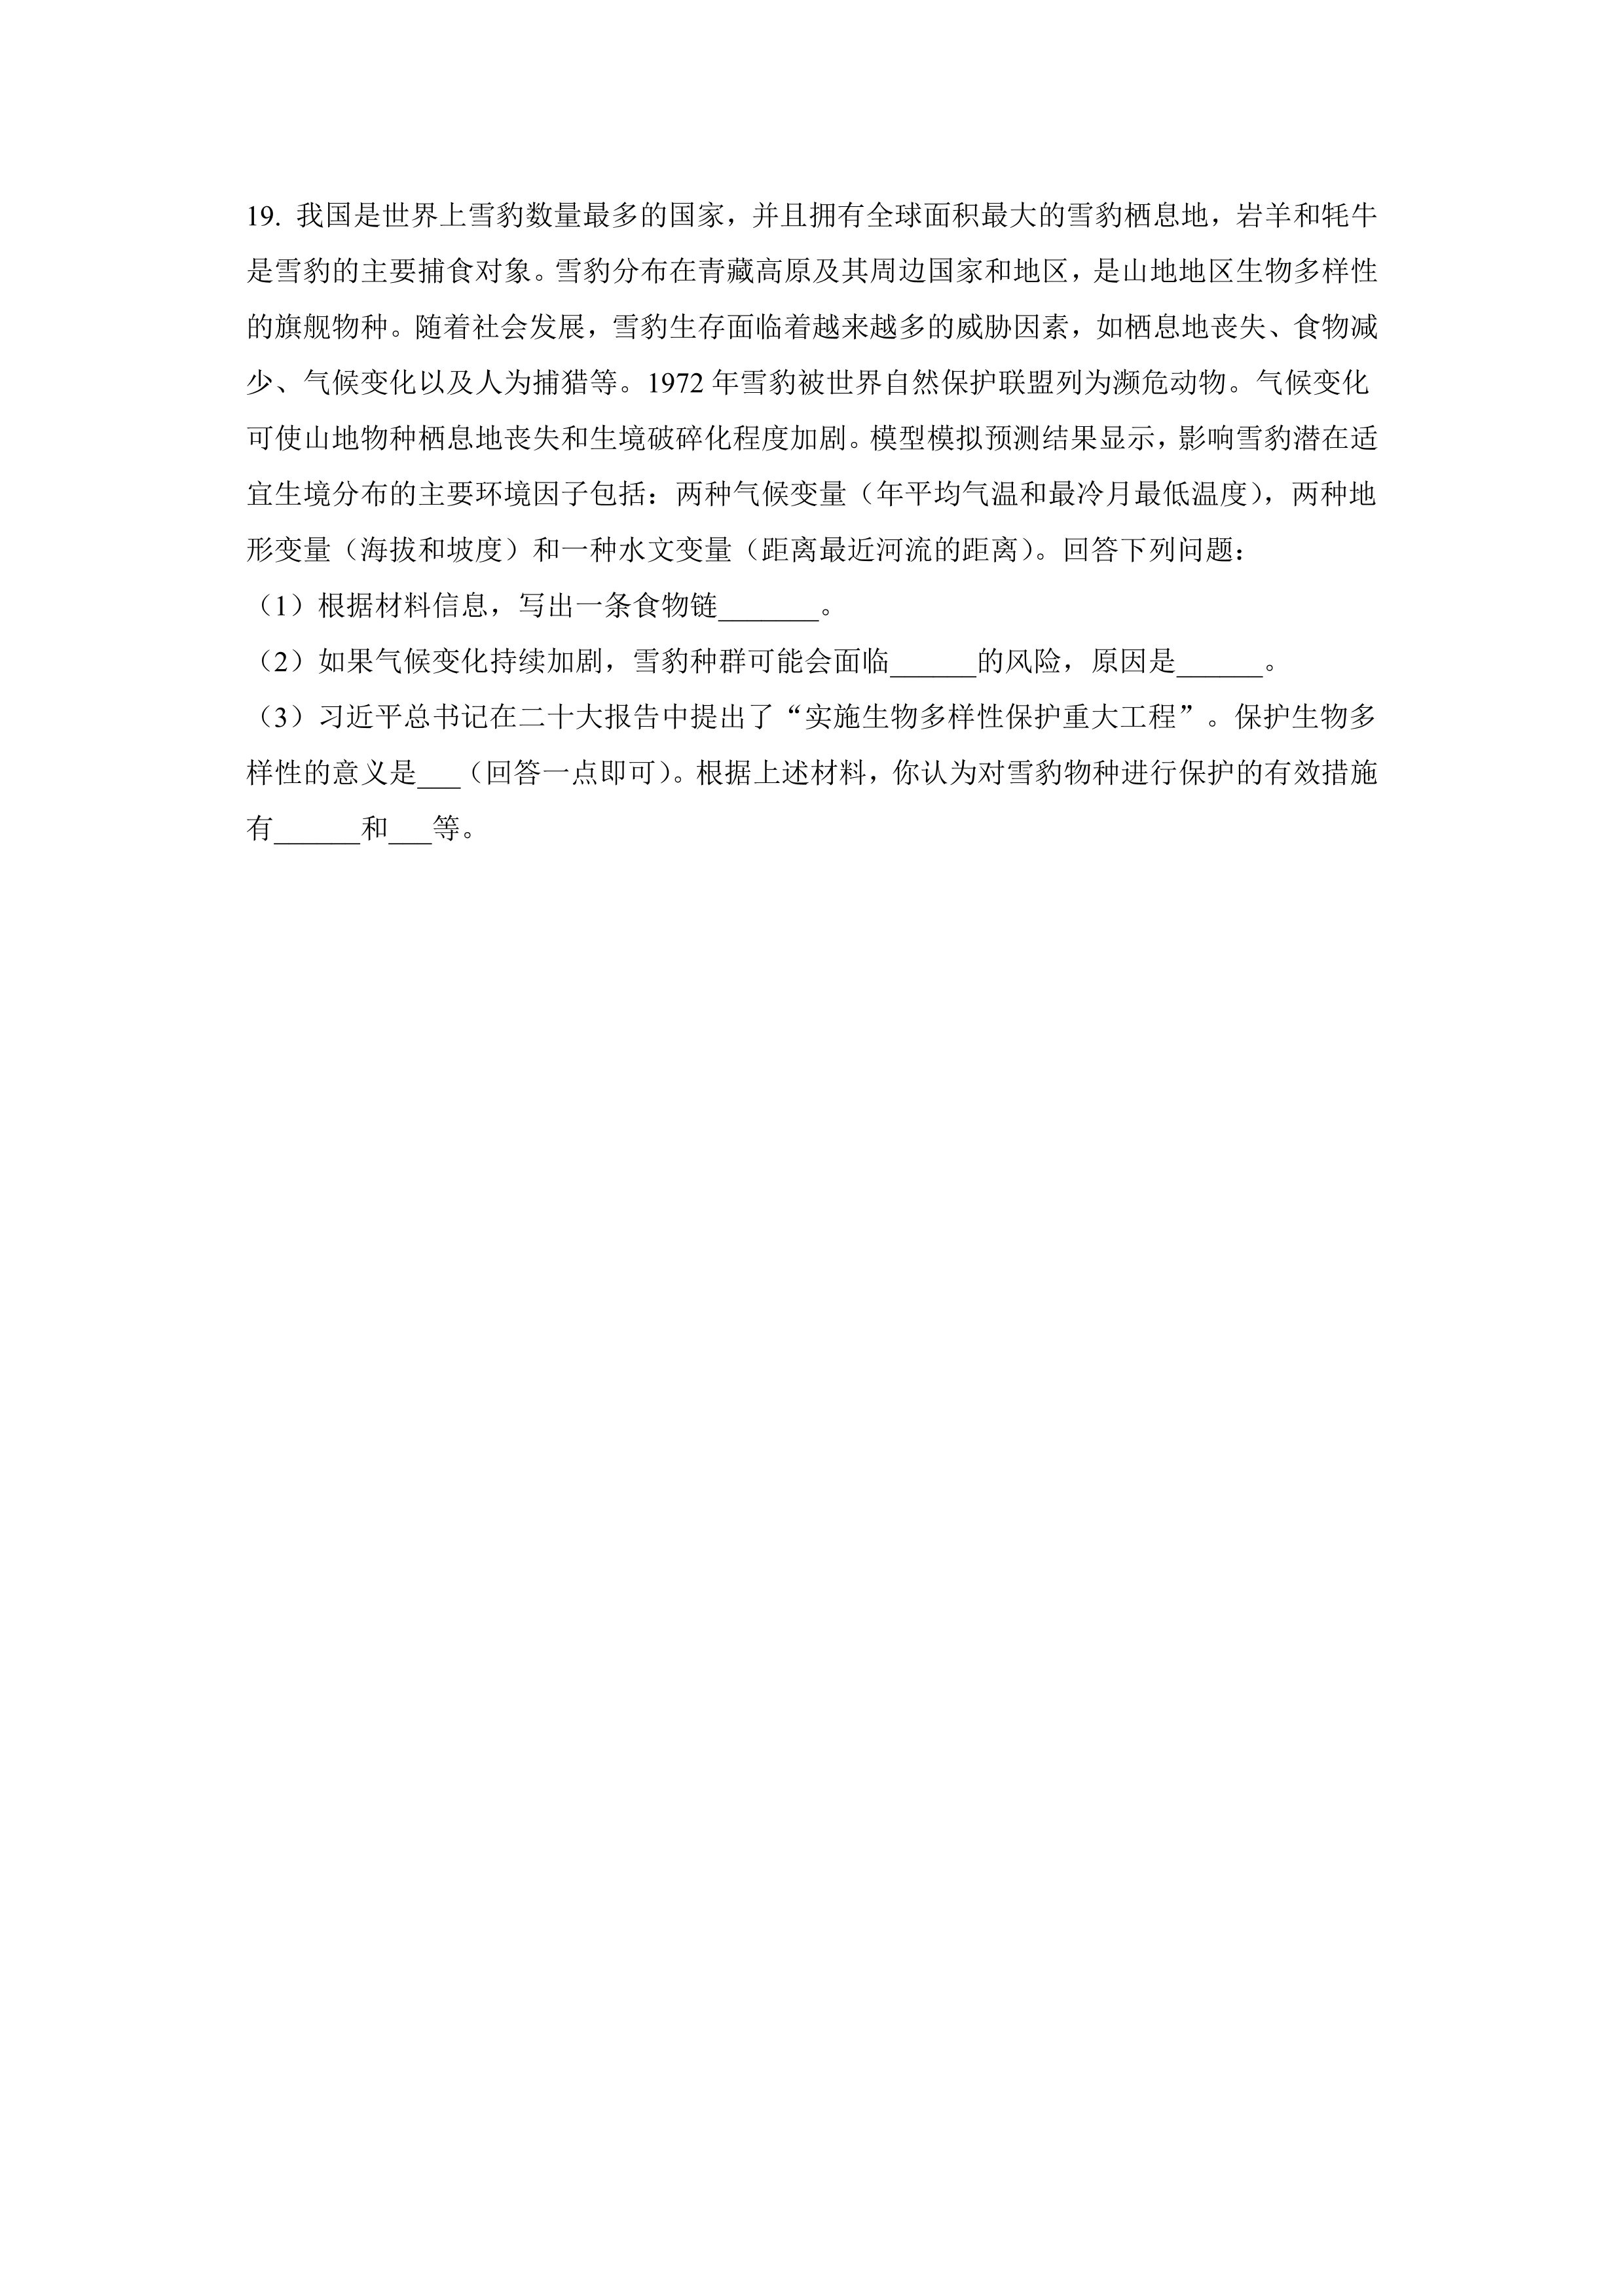 19. 我国是世界上雪豹数量最多的国家，并且拥有全球面积最大的雪豹栖息地，岩羊和牦牛
是雪豹的主要捕食对象。雪豹分布在青藏高原及其周边国家和地区，是山地地区生物多样性
的旗舰物种。随着社会发展，雪豹生存面临着越来越多的威胁因素，如栖息地丧失、食物减
少、气候变化以及人为捕猎等。1972 年雪豹被世界自然保护联盟列为濒危动物。气候变化
可使山地物种栖息地丧失和生境破碎化程度加剧。模型模拟预测结果显示，影响雪豹潜在适
宜生境分布的主要环境因子包括：两种气候变量（年平均气温和最冷月最低温度），两种地
形变量（海拔和坡度）和一种水文变量（距离最近河流的距离）。回答下列问题：
（1）根据材料信息，写出一条食物链_______。
（2）如果气候变化持续加剧，雪豹种群可能会面临______的风险，原因是______。
（3）习近平总书记在二十大报告中提出了“实施生物多样性保护重大工程”。保护生物多
样性的意义是___（回答一点即可）。根据上述材料，你认为对雪豹物种进行保护的有效措施
有______和___等。